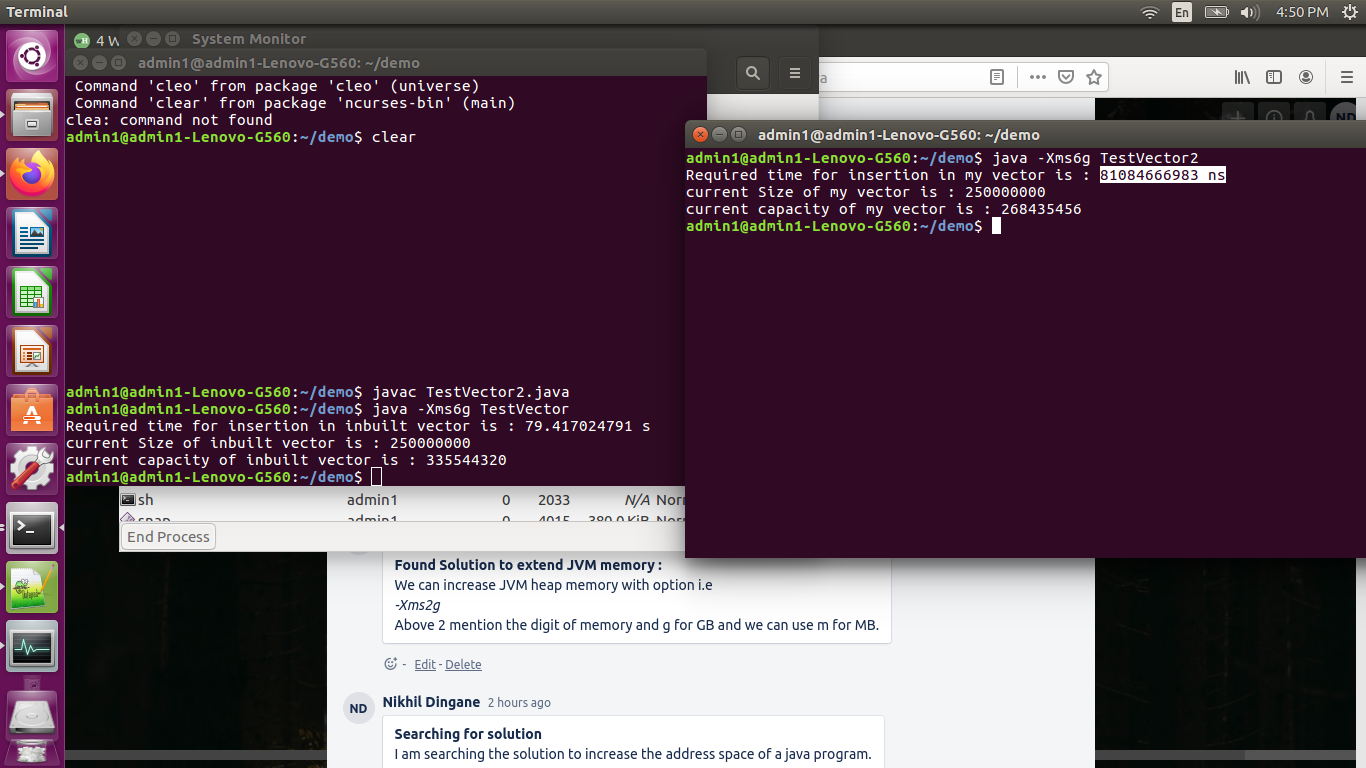 Terminal
En
4:50 PM
4 W
System Monitor
admin1@admin1-Lenovo-G560: ~/demo
Command 'cleo' from package 'cleo' (universe)
Command 'clear' from package 'ncurses-bin' (main)
clea: command not found
admin1@admin1-Lenovo-G560:~/demo$ clear
admin1@admin1-Lenovo-G560:~/demo$ javac TestVector2.java
admin1@admin1-Lenovo-G560:~/demo$ java -Xms6g TestVector
Required time for insertion in inbuilt vector is : 79.417024791 s
current Size of inbuilt vector is : 250000000
current capacity of inbuilt vector is : 335544320
admin1@admin1-Lenovo-G560:~/demo$
admin1@admin1-Lenovo-G560: ~/demo
admin1@admin1-Lenovo-G560:~/demo$ java -Xms6g TestVector2
Required time for insertion in my vector is : 81084666983 ns
current Size of my vector is : 250000000
current capacity of my vector is : 268435456
admin1@admin1-Lenovo-G560:~/demo$
sh admin1 0 2033 N/A Norr
snap admin1 0 4015 380.0 KiB Norr
End Process
Found Solution to extend JVM memory :
We can increase JVM heap memory with option i.e
-Xms2g
Above 2 mention the digit of memory and g for GB and we can use m for MB.
- Edit - Delete
ND
Nikhil Dingane 2 hours ago
Searching for solution
I am searching the solution to increase the address space of a java program.